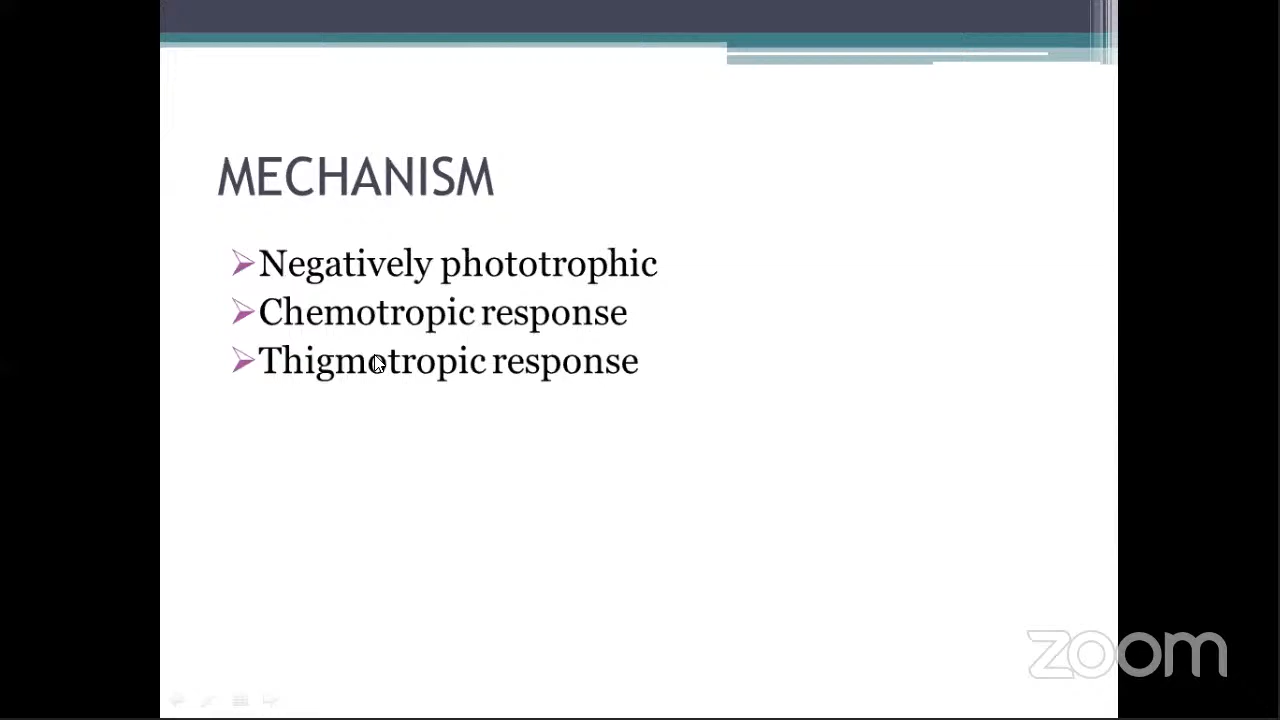 MECHANISM
Negatively phototrophic
Chemotropic response
Thigmotropic response
zoom